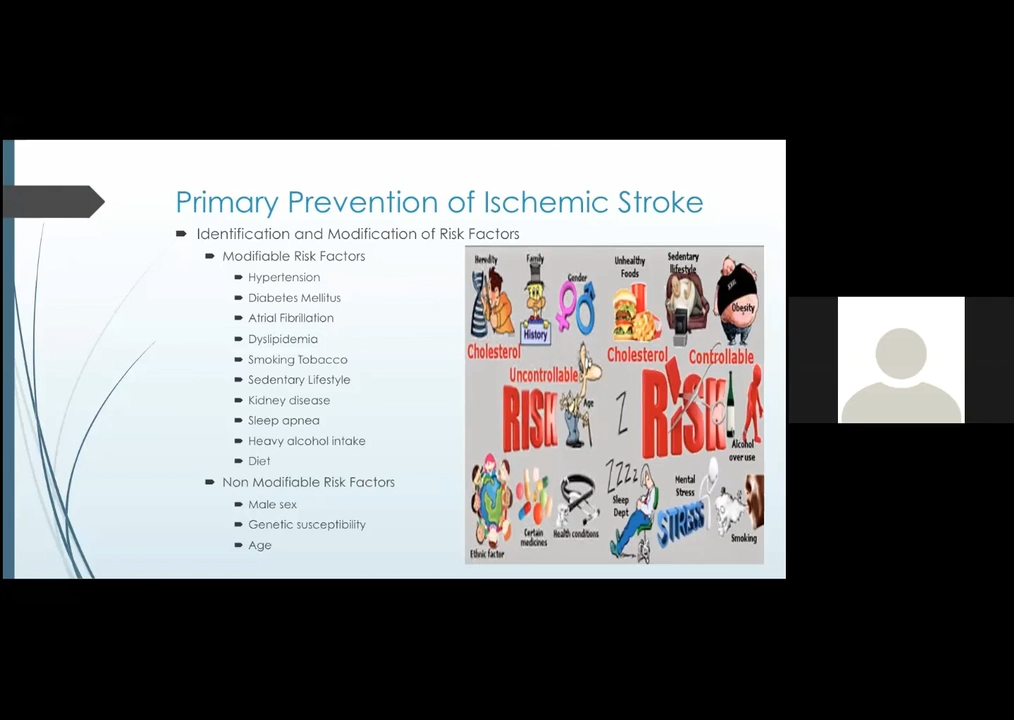 Primary Prevention of Ischemic Stroke
Identification and Modification of Risk Factors
Modifiable Risk Factors
Hypertension
Diabetes Mellitus
Atrial Fibrillation
Dyslipidemia
Smoking Tobacco
Sedentary Lifestyle
Kidney disease
Sleep apnea
Heavy alcohol intake
Diet
Non Modifiable Risk Factors
Male sex
Genetic susceptibility
Age
Heredity
Family
History
Gender
Cholesterol
Uncontrollable
RISK
Age
Ethnic factor
Certain
medicines
Health conditions
Unhealthy
Foods
Sedentary
lifestyle
Obesity
Cholesterol
Controllable
RISK
Z
Alcohol
over use
ZZZZ
Sleep
Dept
Mental
Stress
STRESS
Smoking